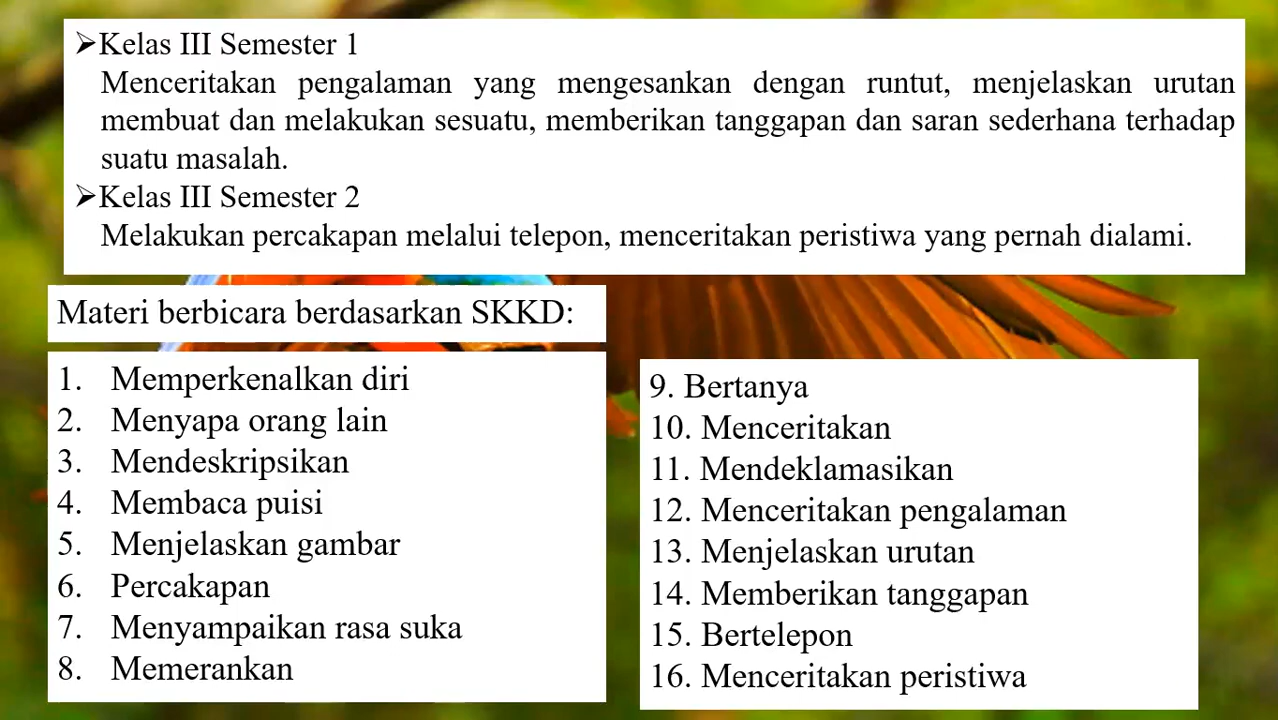 ➢Kelas III Semester 1
Menceritakan pengalaman yang mengesankan dengan runtut, menjelaskan urutan
membuat dan melakukan sesuatu, memberikan tanggapan dan saran sederhana terhadap
suatu masalah.
➢Kelas III Semester 2
Melakukan percakapan melalui telepon, menceritakan peristiwa yang pernah dialami.
Materi berbicara berdasarkan SKKD:
1. Memperkenalkan diri
2. Menyapa orang lain
3. Mendeskripsikan
4. Membaca puisi
5. Menjelaskan gambar
6. Percakapan
7. Menyampaikan rasa suka
8. Memerankan
9. Bertanya
10. Menceritakan
11. Mendeklamasikan
12. Menceritakan pengalaman
13. Menjelaskan urutan
14. Memberikan tanggapan
15. Bertelepon
16. Menceritakan peristiwa